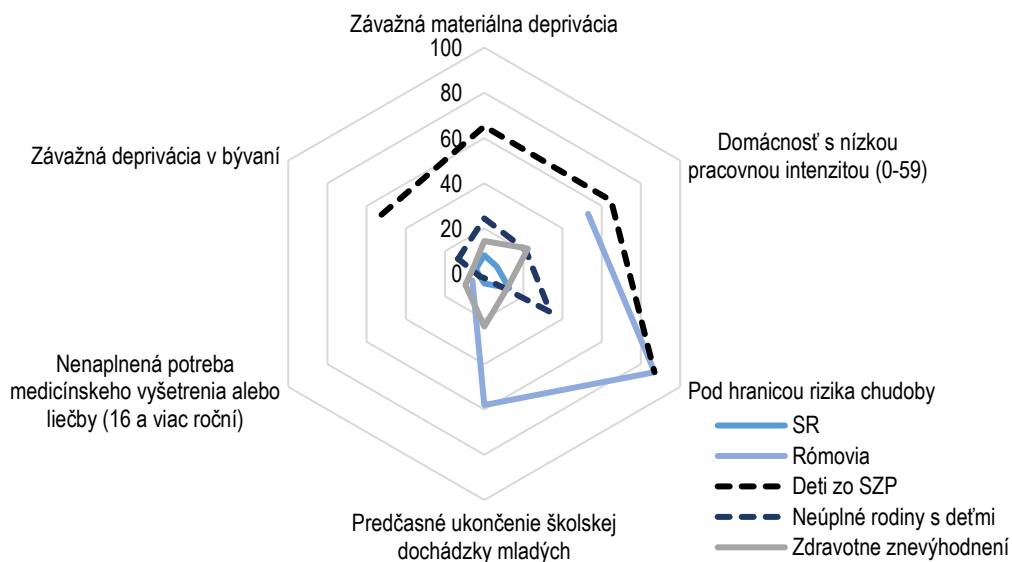 Závažná materiálna deprivácia
100
80
60
40
20
0
Domácnosť s nízkou
pracovnou intenzitou (0-59)
Pod hranicou rizika chudoby
Predčasné ukončenie školskej
dochádzky mladých
Nenaplnená potreba
medicínskeho vyšetrenia alebo
liečby (16 a viac roční)
Závažná deprivácia v bývaní
SR
Rómovia
Deti zo SZP
Neúplné rodiny s deťmi
Zdravotne znevýhodnení